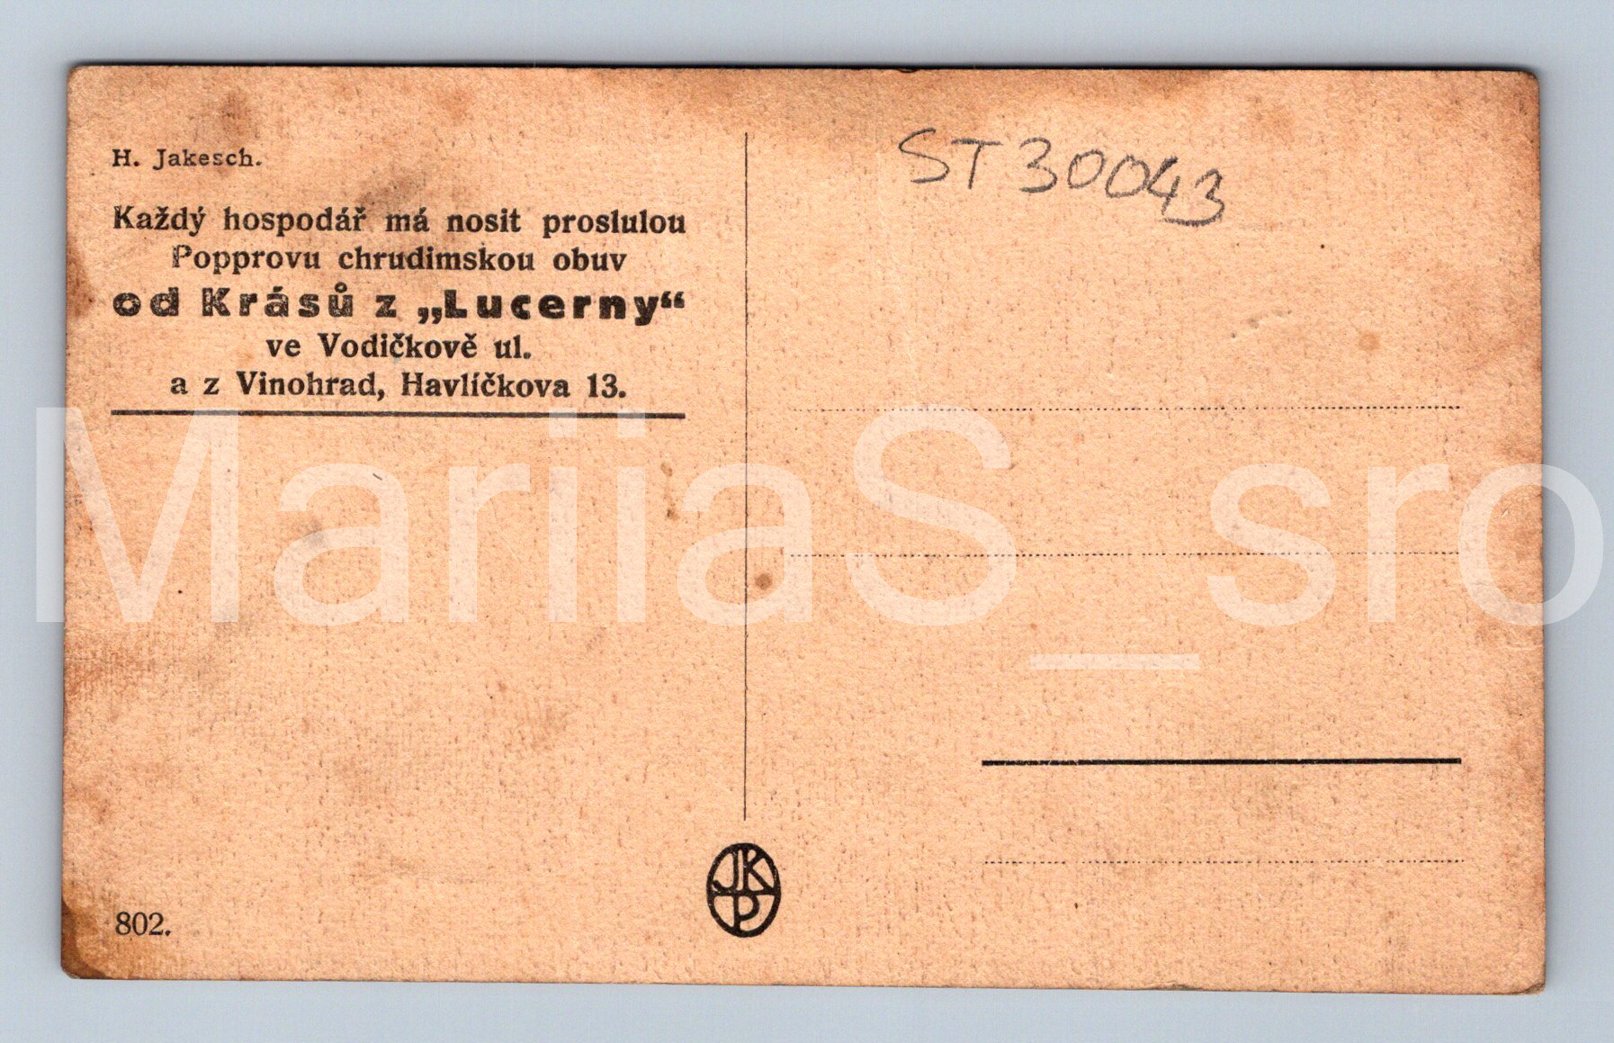 H. Jakesch.
Každý hospodář má nosit proslulou
Popprovu chrudimskou obuv
od Krásů z „Lucerny“
ve Vodičkově ul.
a z Vinohrad, Havlíčkova 13.
ST30043
MariiaS_sro
JK
P
802.